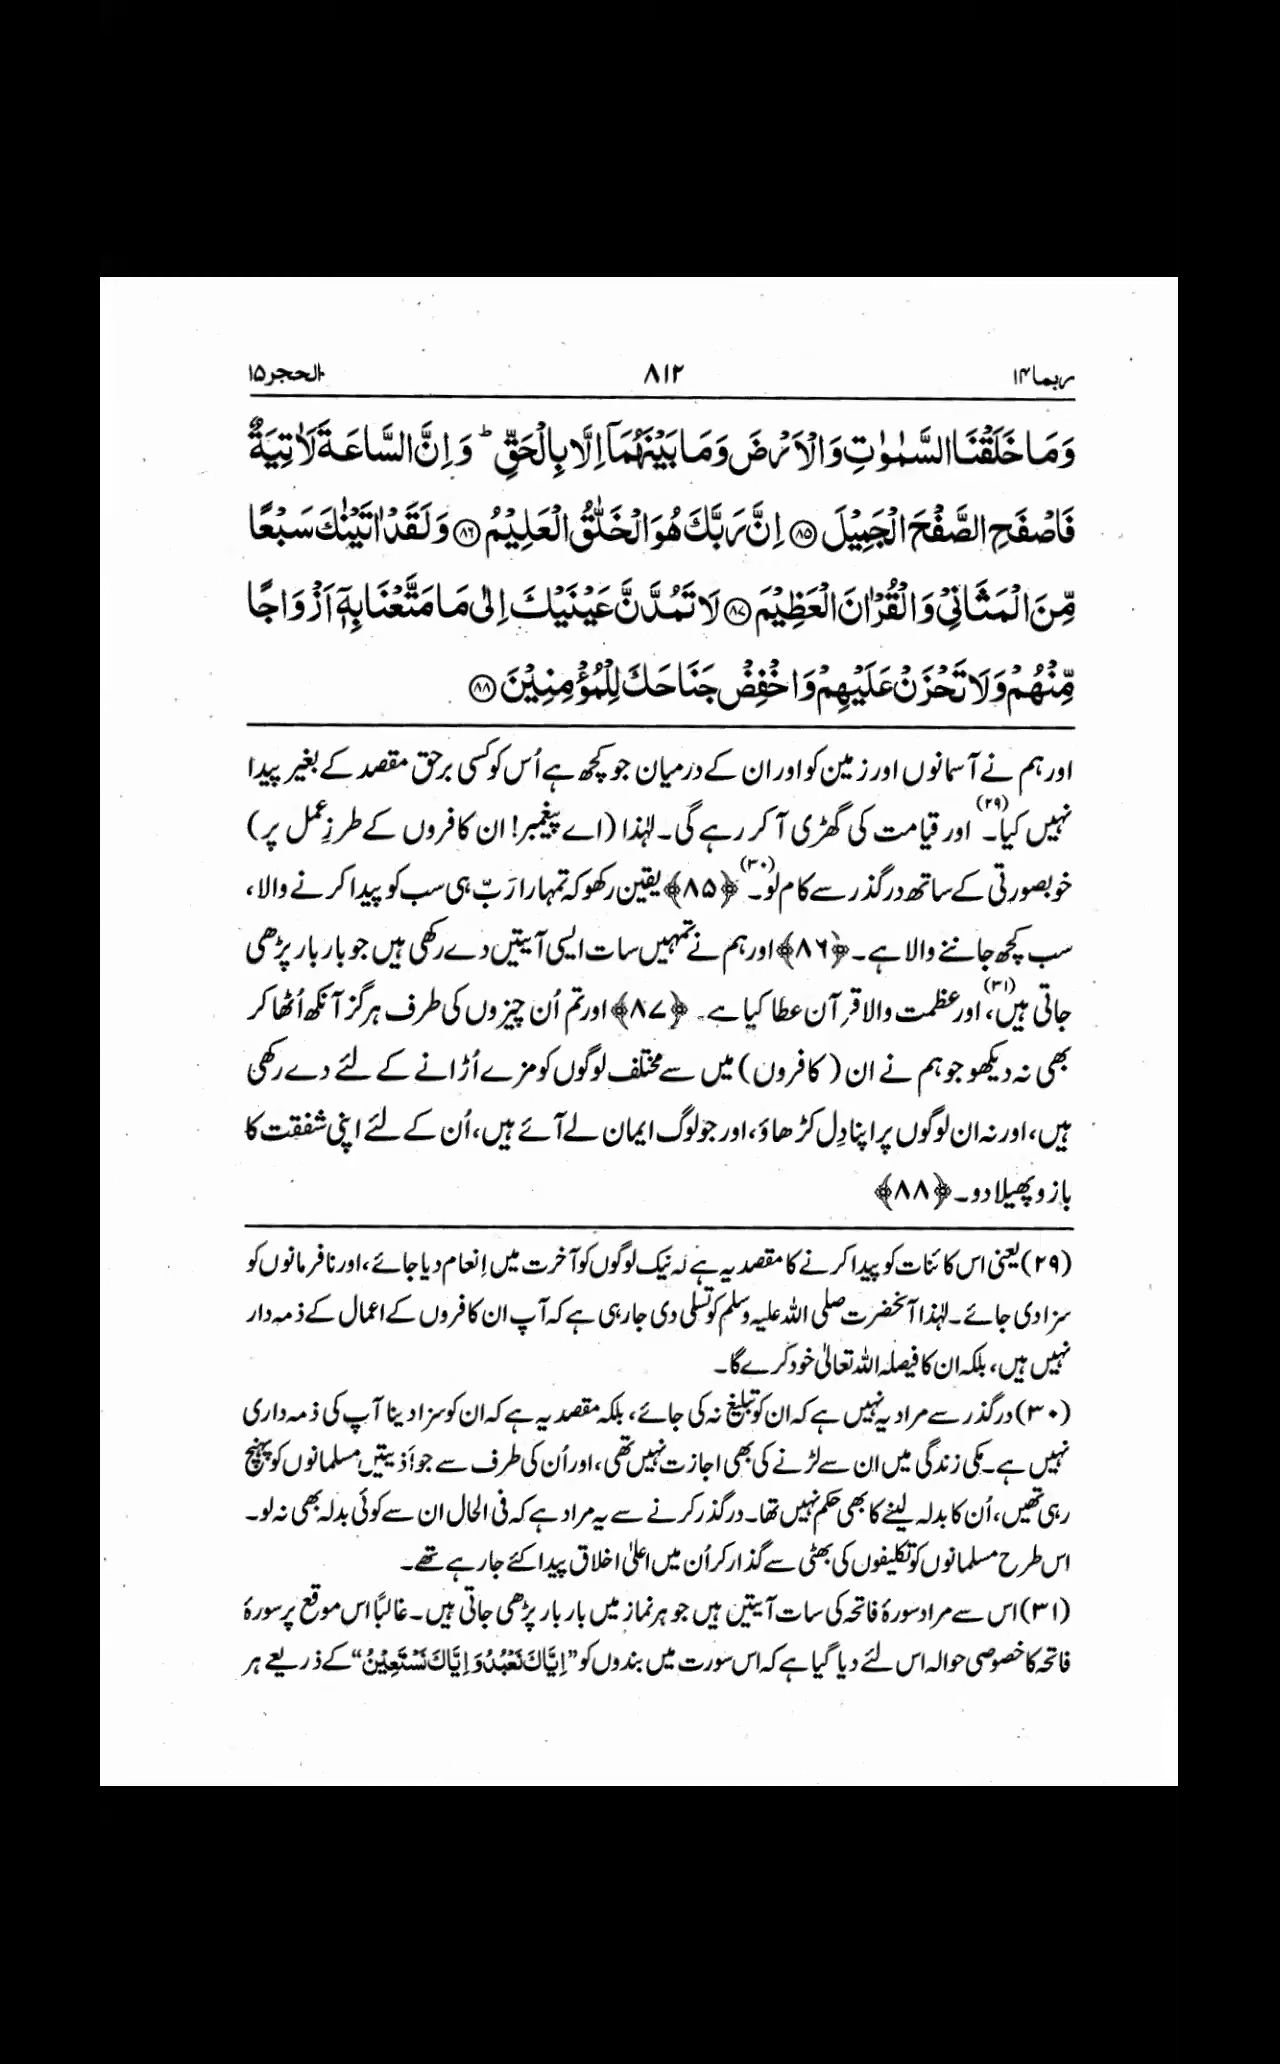 ربما ۱۴ ۸۱۲ الحجر ۱۵
وَمَا خَلَقْنَا السَّمٰوٰتِ وَالْاَرْضَ وَمَا بَيْنَهُمَآ اِلَّا بِالْحَقِّ ؕ وَاِنَّ السَّاعَةَ لَاٰتِيَةٌ
فَاصْفَحِ الصَّفْحَ الْجَمِيْلَ ﴿۸۵﴾ اِنَّ رَبَّكَ هُوَ الْخَلّٰقُ الْعَلِيْمُ ﴿۸۶﴾ وَلَقَدْ اٰتَيْنٰكَ سَبْعًا
مِّنَ الْمَثَانِيْ وَالْقُرْاٰنَ الْعَظِيْمَ ﴿۸۷﴾ لَا تَمُدَّنَّ عَيْنَيْكَ اِلٰى مَا مَتَّعْنَا بِهٖٓ اَزْوَاجًا
مِّنْهُمْ وَلَا تَحْزَنْ عَلَيْهِمْ وَاخْفِضْ جَنَاحَكَ لِلْمُؤْمِنِيْنَ ﴿۸۸﴾
اور ہم نے آسمانوں اور زمین کو اور ان کے درمیان جو کچھ ہے اُس کو کسی برحق مقصد کے بغیر پیدا
نہیں کیا۔(۲۹) اور قیامت کی گھڑی آکر رہے گی۔ لہٰذا (اے پیغمبر! ان کافروں کے طرزِ عمل پر)
خوبصورتی کے ساتھ درگذر سے کام لو۔(۳۰) ﴿۸۵﴾ یقین رکھو کہ تمہارا رَبّ ہی سب کو پیدا کرنے والا،
سب کچھ جاننے والا ہے۔ ﴿۸۶﴾ اور ہم نے تمہیں سات ایسی آیتیں دے رکھی ہیں جو بار بار پڑھی
جاتی ہیں،(۳۱) اور عظمت والا قرآن عطا کیا ہے۔ ﴿۸۷﴾ اور تم اُن چیزوں کی طرف ہرگز آنکھ اُٹھا کر
بھی نہ دیکھو جو ہم نے ان (کافروں) میں سے مختلف لوگوں کو مزے اُڑانے کے لئے دے رکھی
ہیں، اور نہ ان لوگوں پر اپنا دِل کڑھاؤ، اور جو لوگ ایمان لے آئے ہیں، اُن کے لئے اپنی شفقت کا
بازو پھیلا دو۔ ﴿۸۸﴾
(۲۹) یعنی اس کائنات کو پیدا کرنے کا مقصد یہ ہے کہ نیک لوگوں کو آخرت میں اِنعام دیا جائے، اور نافرمانوں کو
سزا دی جائے۔ لہٰذا آنحضرت صلی اللہ علیہ وسلم کو تسلی دی جارہی ہے کہ آپ ان کافروں کے اعمال کے ذمہ دار
نہیں ہیں، بلکہ ان کا فیصلہ اللہ تعالیٰ خود کرے گا۔
(۳۰) درگذر سے مراد یہ نہیں ہے کہ ان کو تبلیغ نہ کی جائے، بلکہ مقصد یہ ہے کہ ان کو سزا دینا آپ کی ذمہ داری
نہیں ہے۔ مکی زندگی میں ان سے لڑنے کی بھی اجازت نہیں تھی، اور اُن کی طرف سے جو اَذیتیں مسلمانوں کو پہنچ
رہی تھیں، اُن کا بدلہ لینے کا بھی حکم نہیں تھا۔ درگذر کرنے سے یہ مراد ہے کہ فی الحال ان سے کوئی بدلہ بھی نہ لو۔
اس طرح مسلمانوں کو تکلیفوں کی بھٹی سے گذار کر اُن میں اعلیٰ اخلاق پیدا کئے جارہے تھے۔
(۳۱) اس سے مراد سورۂ فاتحہ کی سات آیتیں ہیں جو ہر نماز میں بار بار پڑھی جاتی ہیں۔ غالباً اس موقع پر سورۂ
فاتحہ کا خصوصی حوالہ اس لئے دیا گیا ہے کہ اس سورت میں بندوں کو ”اِيَّاكَ نَعْبُدُ وَاِيَّاكَ نَسْتَعِيْنُ“ کے ذریعے ہر